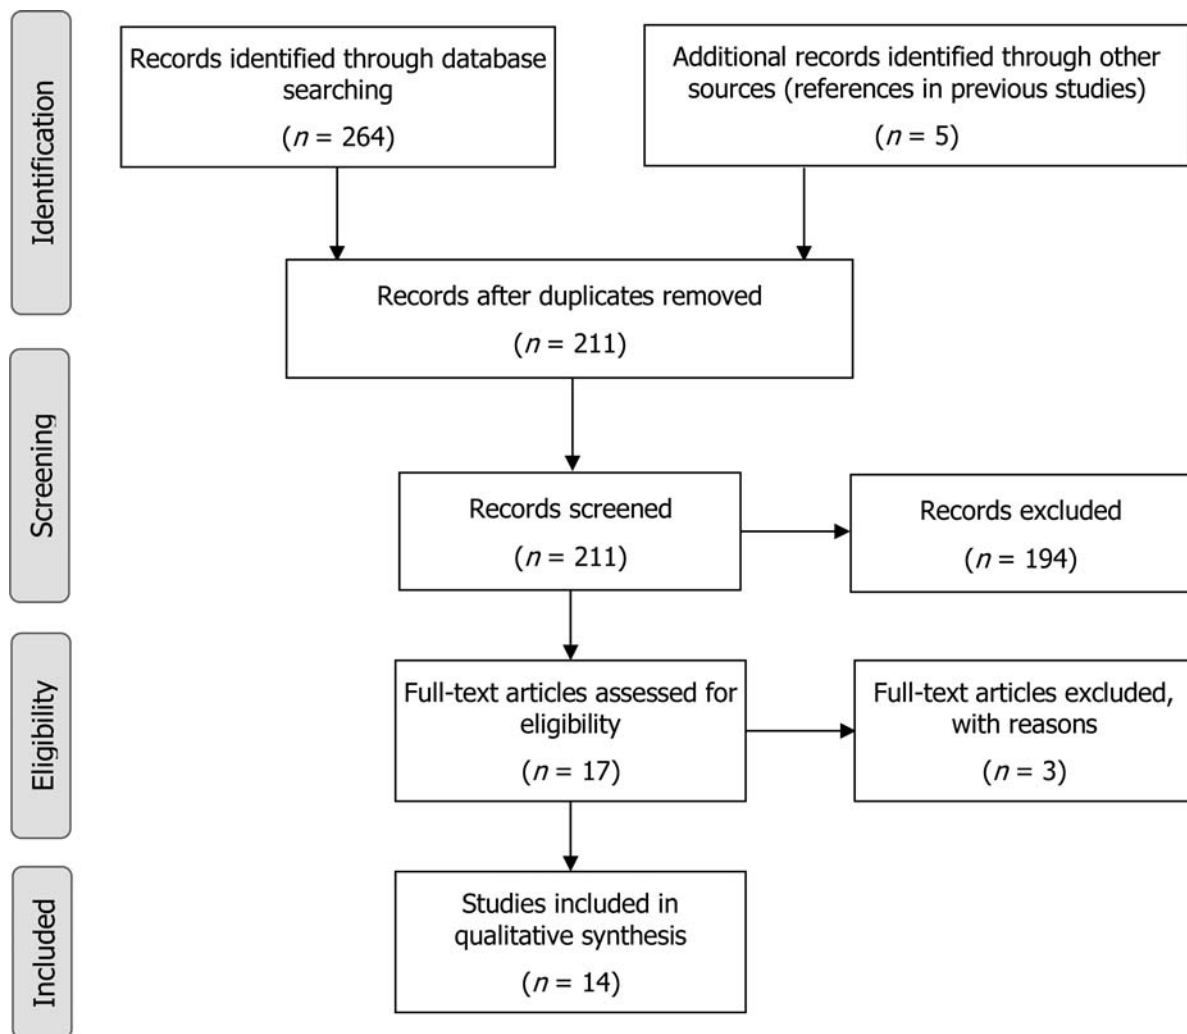 Identification
Records identified through database
searching
(n = 264)
Additional records identified through other
sources (references in previous studies)
(n = 5)
Records after duplicates removed
(n = 211)
Screening
Records screened
(n = 211)
Records excluded
(n = 194)
Eligibility
Full-text articles assessed for
eligibility
(n = 17)
Full-text articles excluded,
with reasons
(n = 3)
Included
Studies included in
qualitative synthesis
(n = 14)